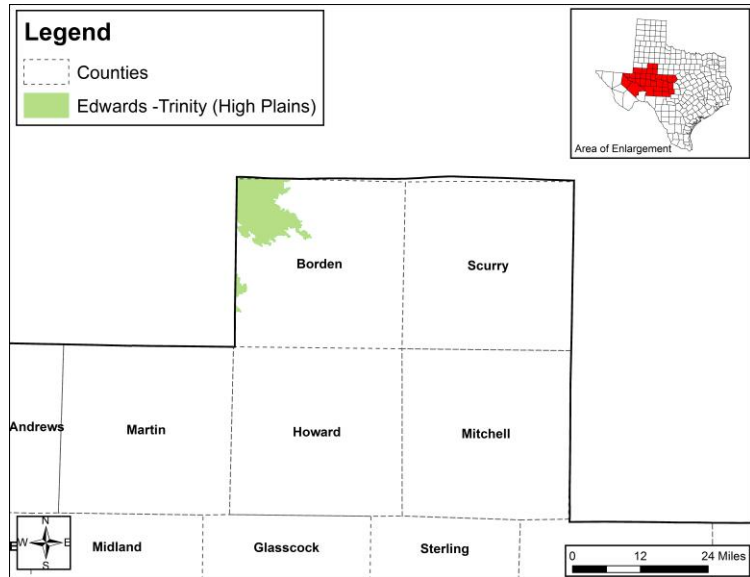 Legend
Counties
Edwards -Trinity (High Plains)
Area of Enlargement
Borden
Scurry
Andrews
Martin
Howard
Mitchell
N
W E
S
E
Midland
Glasscock
Sterling
0 12 24 Miles